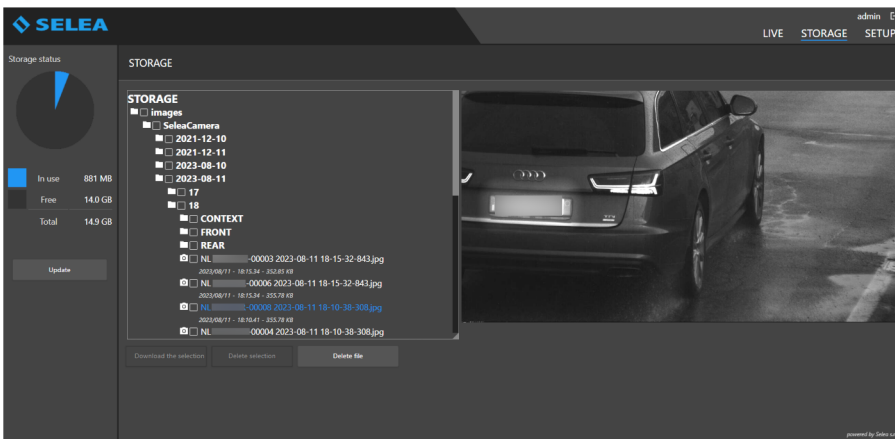 SELEA
admin
LIVE STORAGE SETUP
Storage status
STORAGE
In use 881 MB
Free 14.0 GB
Total 14.9 GB
Update
STORAGE
images
SeleaCamera
2021-12-10
2021-12-11
2023-08-10
2023-08-11
17
18
CONTEXT
FRONT
REAR
NL -00003 2023-08-11 18-15-32-843.jpg
2023/08/11 - 18:15.34 - 352.85 KB
NL -00006 2023-08-11 18-15-32-843.jpg
2023/08/11 - 18:15.34 - 355.78 KB
NL -00008 2023-08-11 18-10-38-308.jpg
2023/08/11 - 18:10.41 - 355.78 KB
NL -00004 2023-08-11 18-10-38-308.jpg
Download the selection Delete selection Delete file
powered by Selea